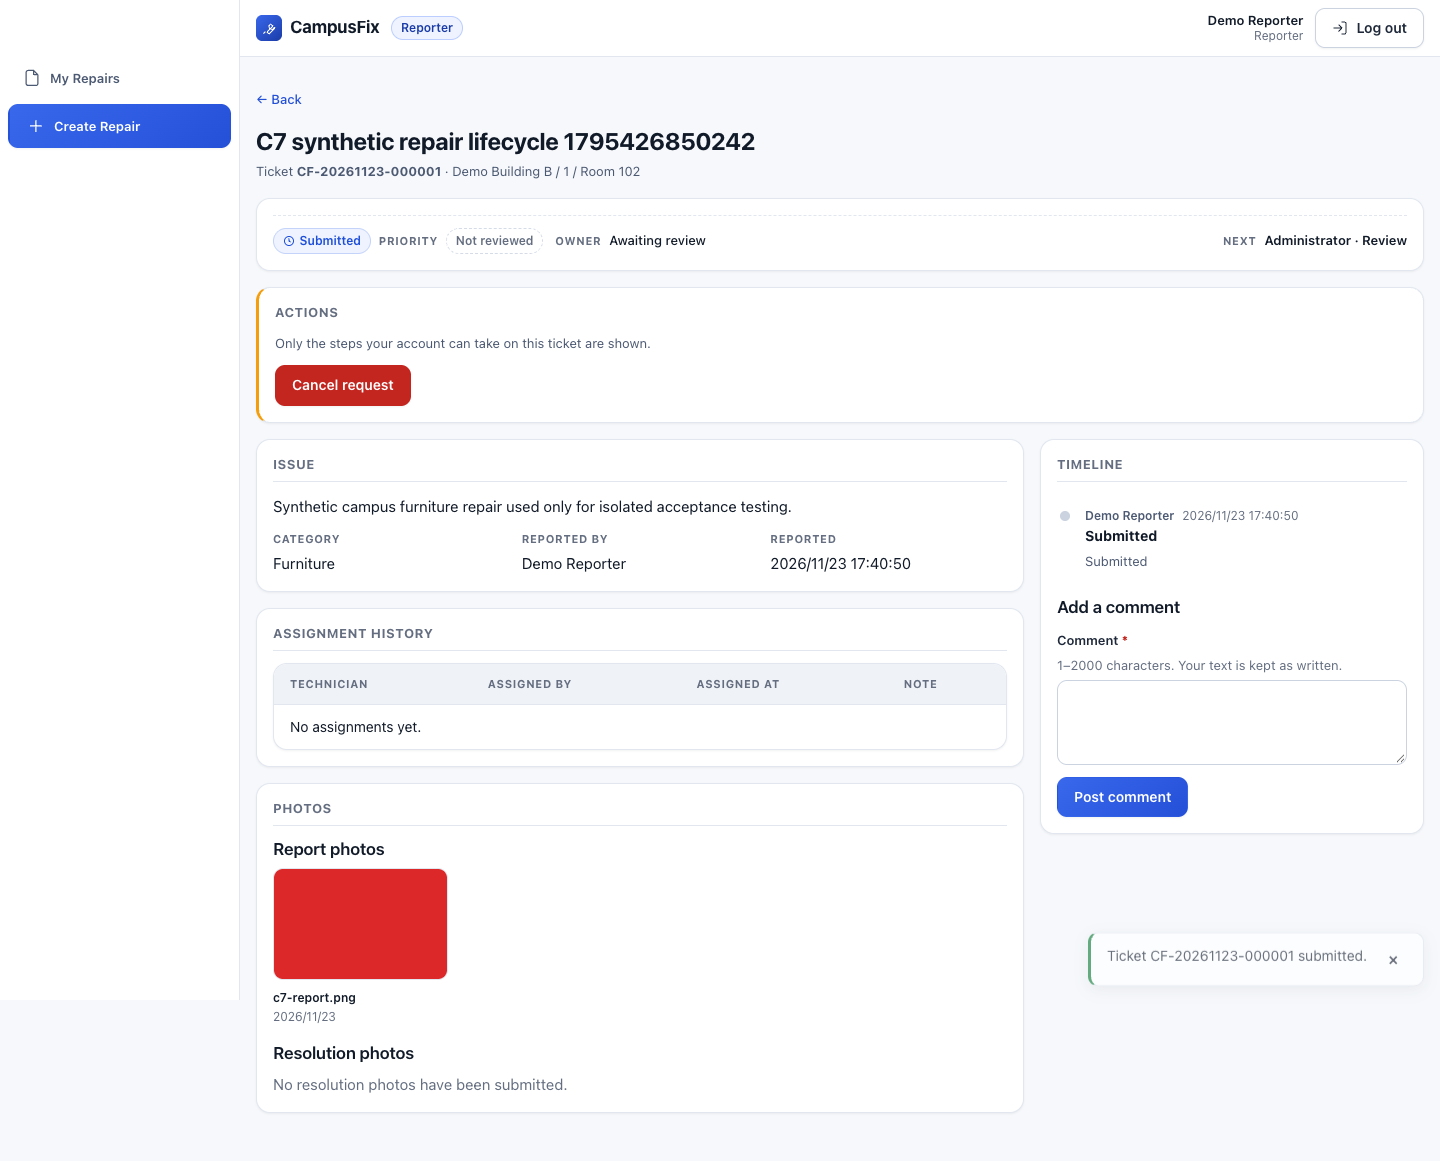 CampusFix
Reporter
Demo Reporter
Reporter
Log out
My Repairs
Create Repair
← Back
C7 synthetic repair lifecycle 1795426850242
Ticket CF-20261123-000001 · Demo Building B / 1 / Room 102
Submitted PRIORITY Not reviewed OWNER Awaiting review NEXT Administrator · Review
ACTIONS
Only the steps your account can take on this ticket are shown.
Cancel request
ISSUE
Synthetic campus furniture repair used only for isolated acceptance testing.
CATEGORY REPORTED BY REPORTED
Furniture Demo Reporter 2026/11/23 17:40:50
ASSIGNMENT HISTORY
TECHNICIAN ASSIGNED BY ASSIGNED AT NOTE
No assignments yet.
PHOTOS
Report photos
c7-report.png
2026/11/23
Resolution photos
No resolution photos have been submitted.
TIMELINE
Demo Reporter 2026/11/23 17:40:50
Submitted
Submitted
Add a comment
Comment *
1–2000 characters. Your text is kept as written.
Post comment
Ticket CF-20261123-000001 submitted. ×